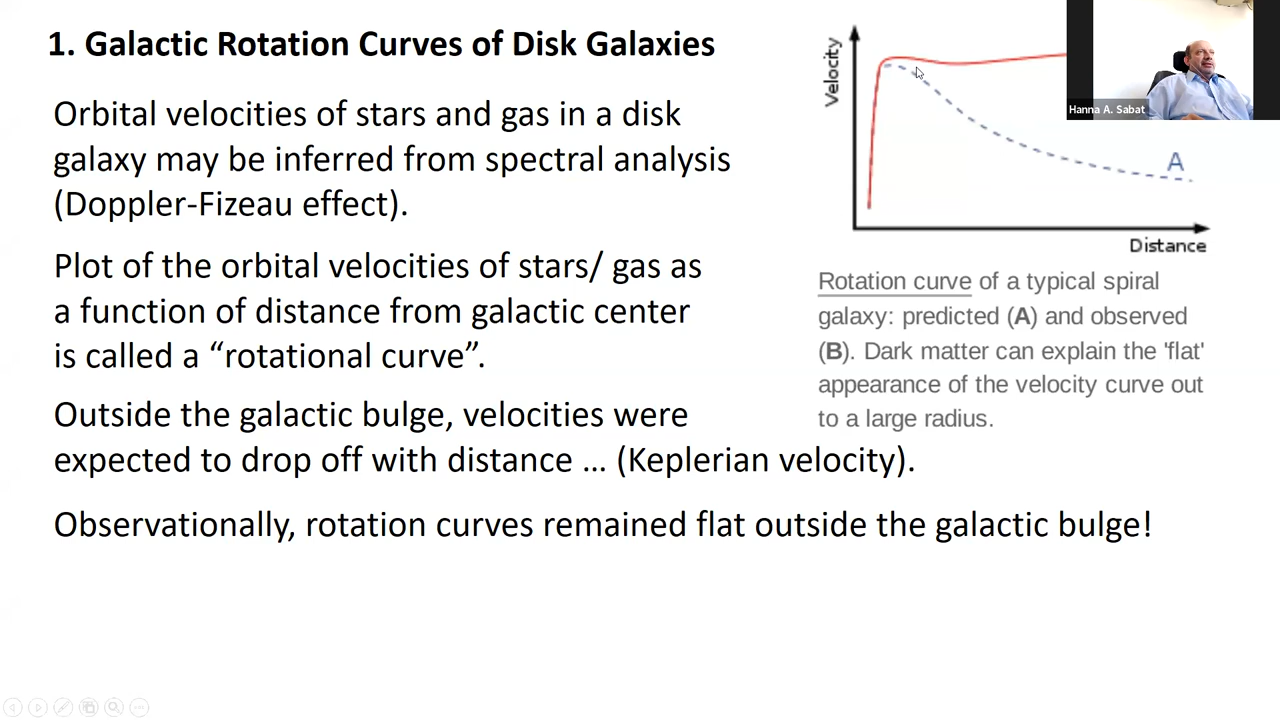 1. Galactic Rotation Curves of Disk Galaxies
Orbital velocities of stars and gas in a disk
galaxy may be inferred from spectral analysis
(Doppler-Fizeau effect).
Plot of the orbital velocities of stars/ gas as
a function of distance from galactic center
is called a “rotational curve”.
Outside the galactic bulge, velocities were
expected to drop off with distance ... (Keplerian velocity).
Observationally, rotation curves remained flat outside the galactic bulge!
Velocity
A
Distance
Rotation curve of a typical spiral
galaxy: predicted (A) and observed
(B). Dark matter can explain the 'flat'
appearance of the velocity curve out
to a large radius.
Hanna A. Sabat